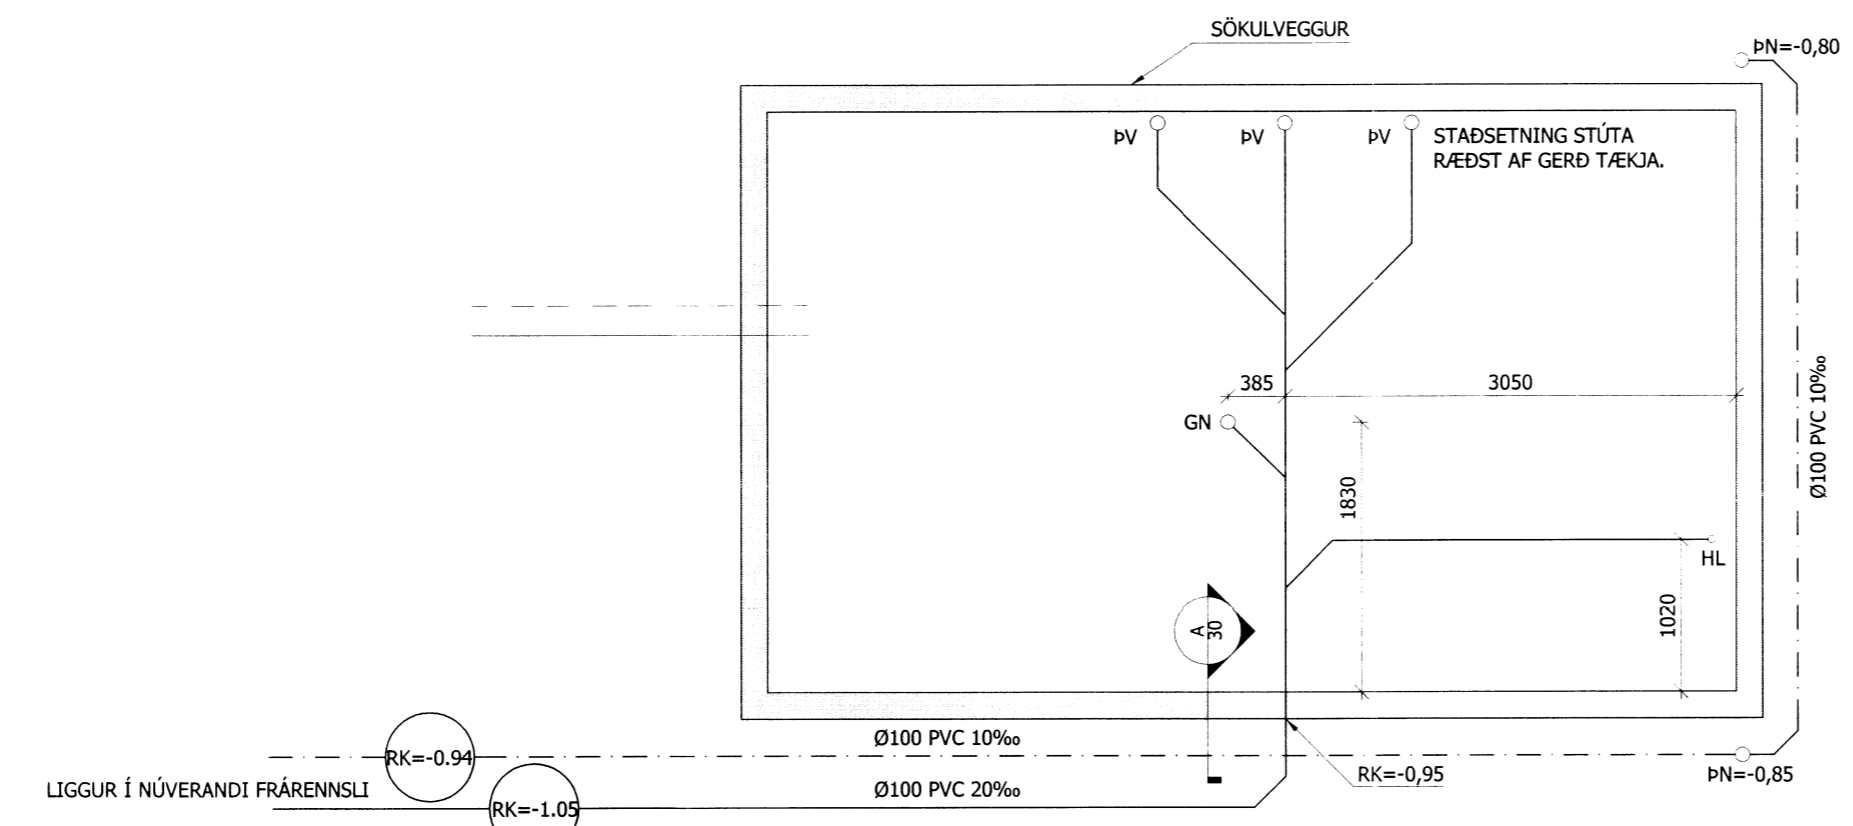 SÖKULVEGGUR
ÞN=-0,80
ÞV
ÞV
ÞV
STAÐSETNING STÚTA
RÆÐST AF GERÐ TÆKJA.
385
3050
Ø100 PVC 10‰
GN
1830
HL
1020
A
30
Ø100 PVC 10‰
RK=-0.94
RK=-0,95
ÞN=-0,85
LIGGUR Í NÚVERANDI FRÁRENNSLI
Ø100 PVC 20‰
RK=-1.05